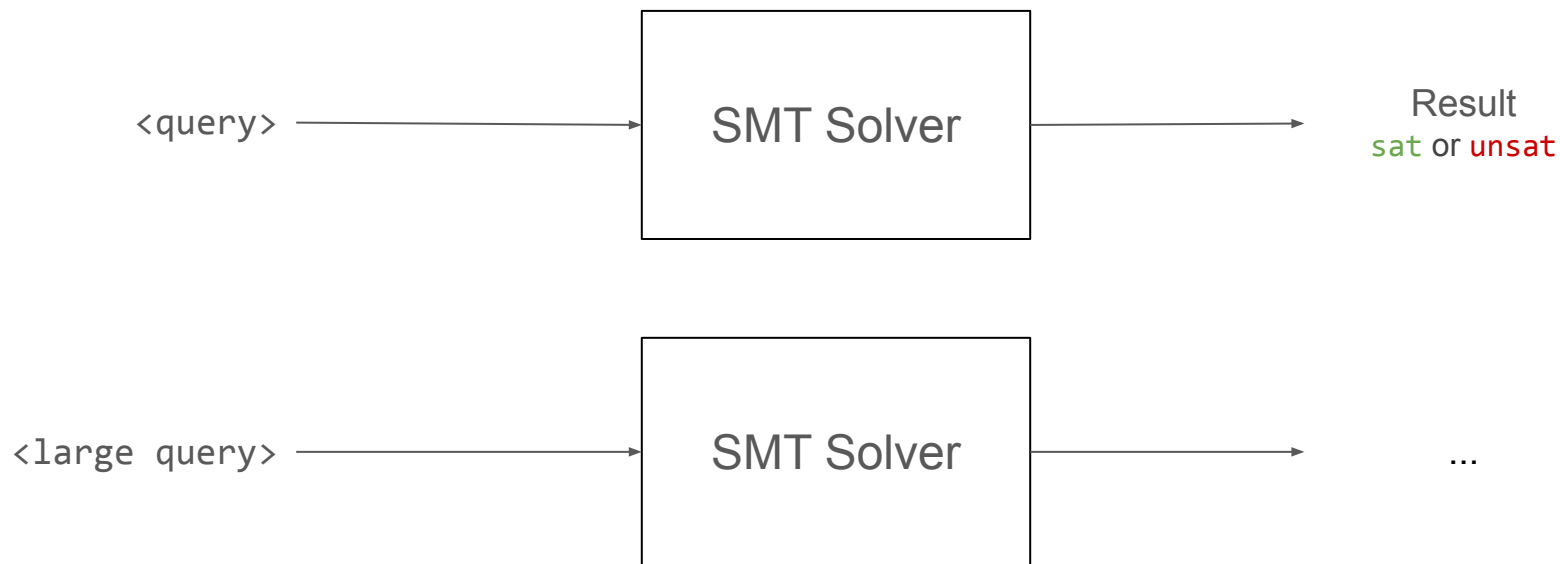 <query>
SMT Solver
Result
sat or unsat
<large query>
SMT Solver
...